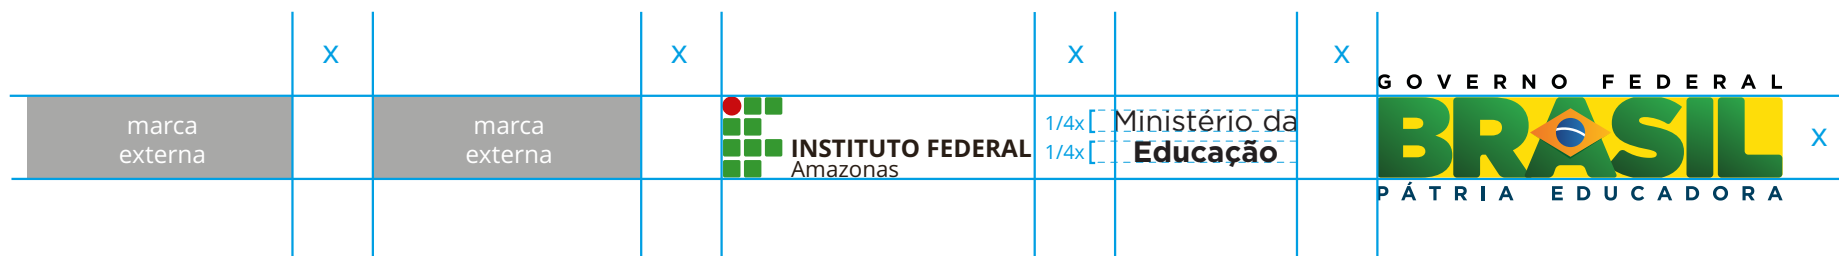 x
x
x
x
marca
externa
marca
externa
INSTITUTO FEDERAL
Amazonas
1/4x
1/4x
Ministério da
Educação
GOVERNO FEDERAL
BRASIL
PÁTRIA EDUCADORA
x